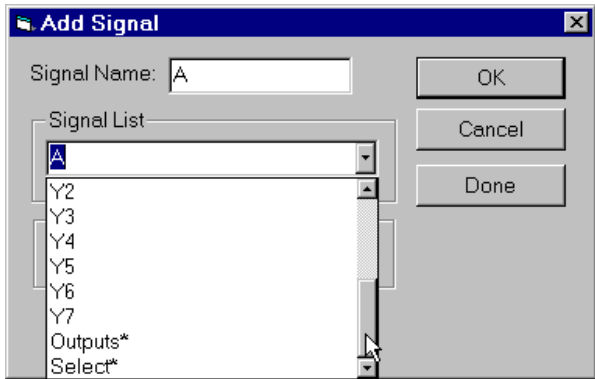 Add Signal
Signal Name: A
OK
Signal List
Cancel
A
Done
Y2
Y3
Y4
Y5
Y6
Y7
Outputs*
Select*